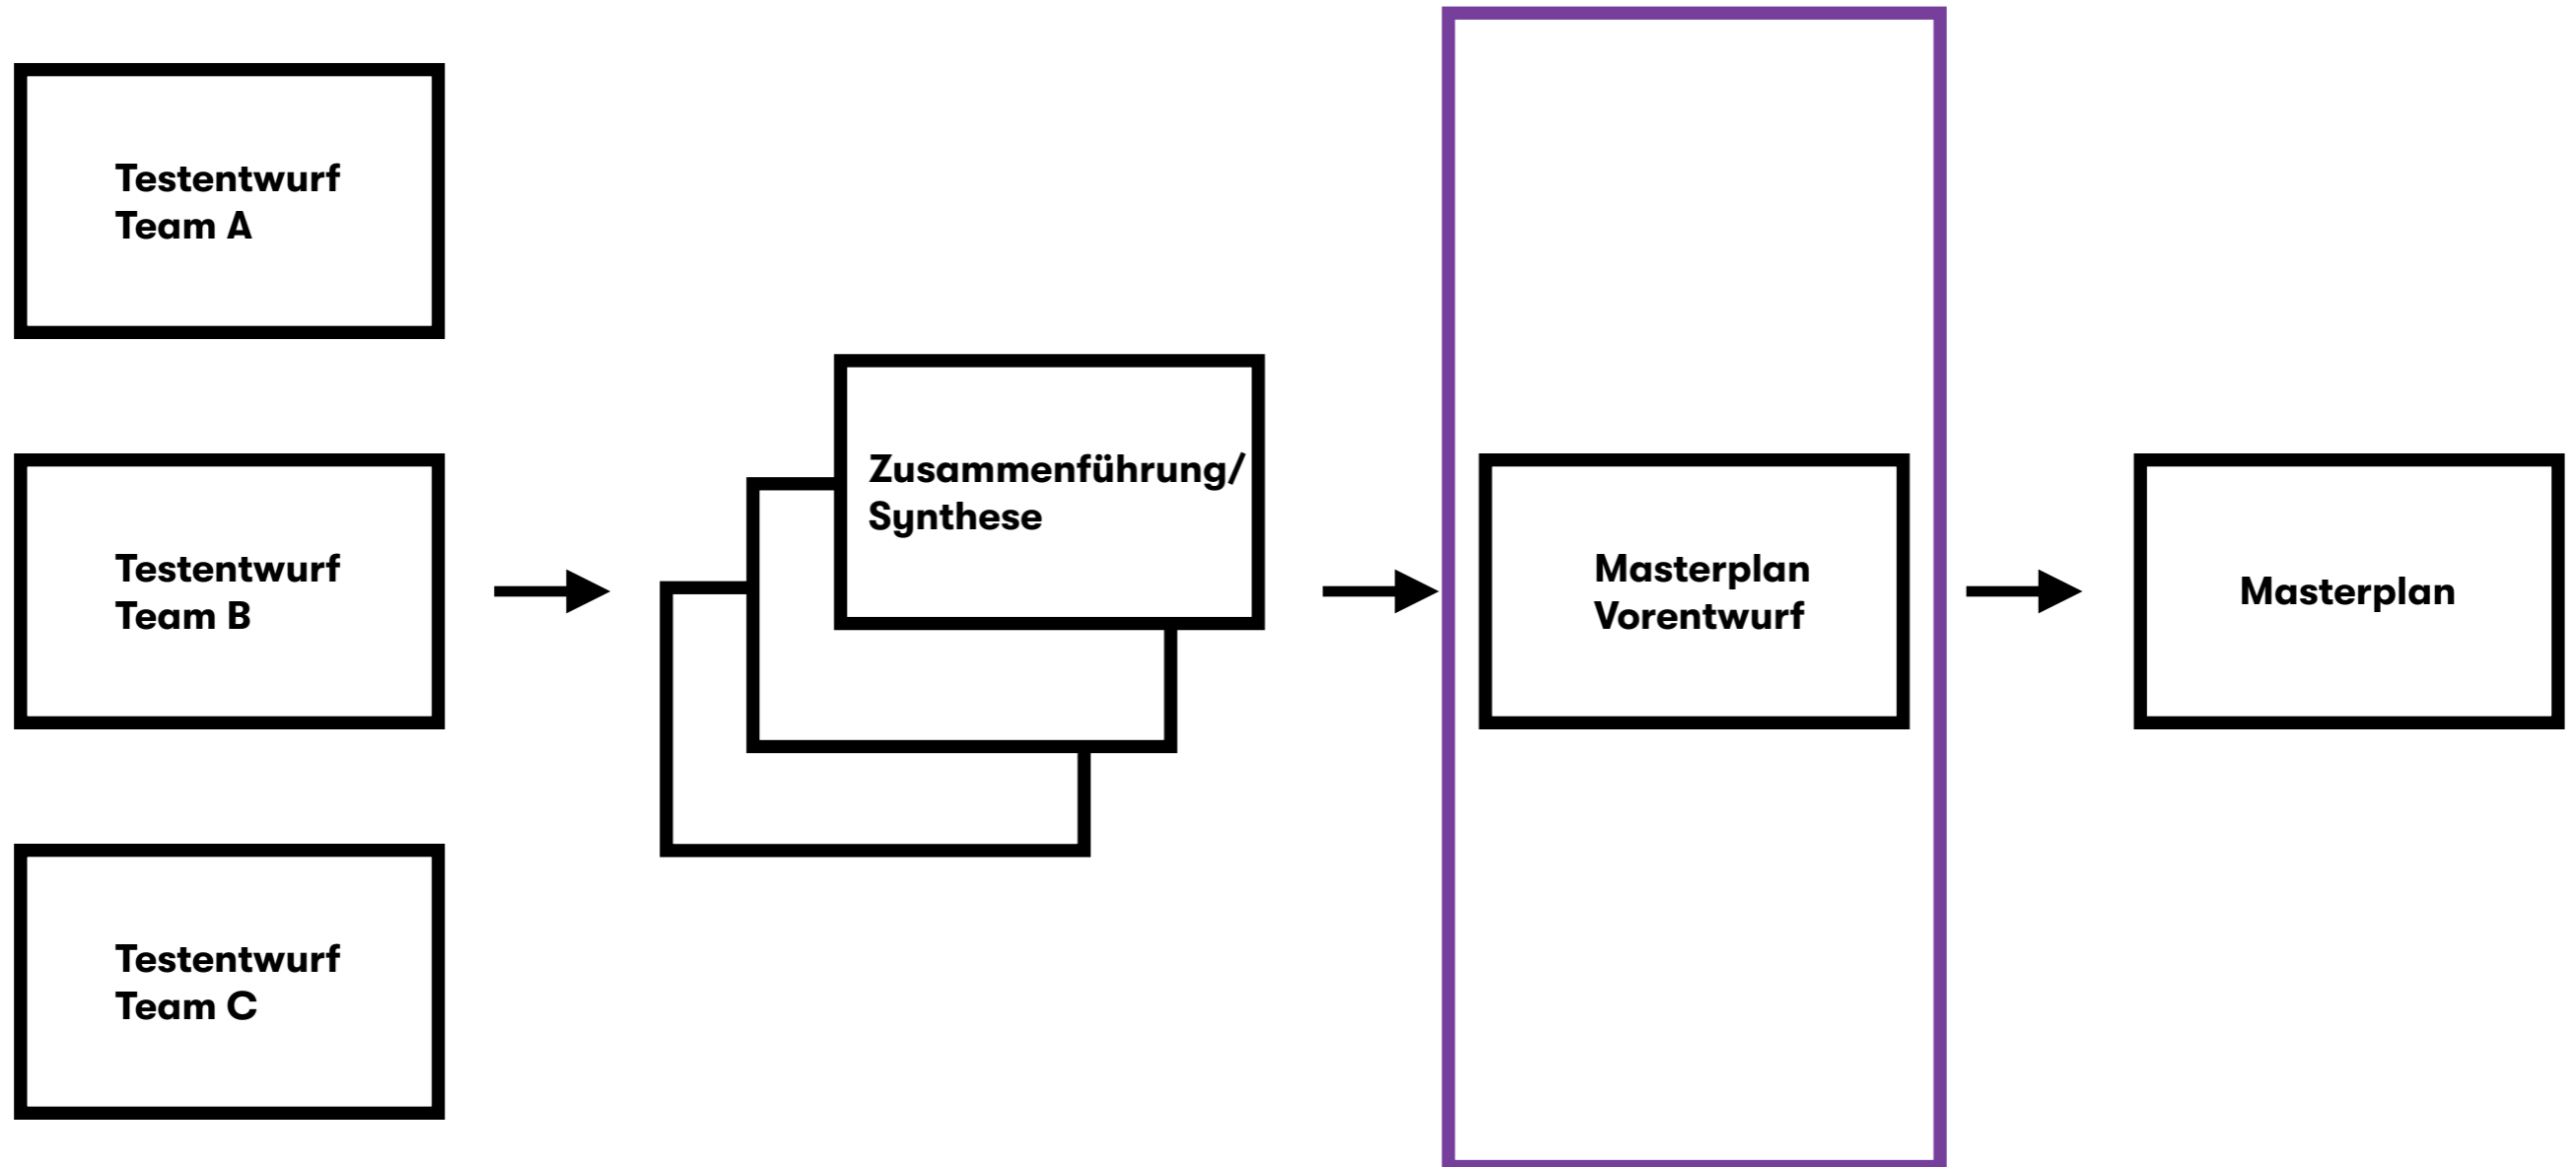 Testentwurf
Team A
Testentwurf
Team B
Testentwurf
Team C
Zusammenführung/
Synthese
Masterplan
Vorentwurf
Masterplan